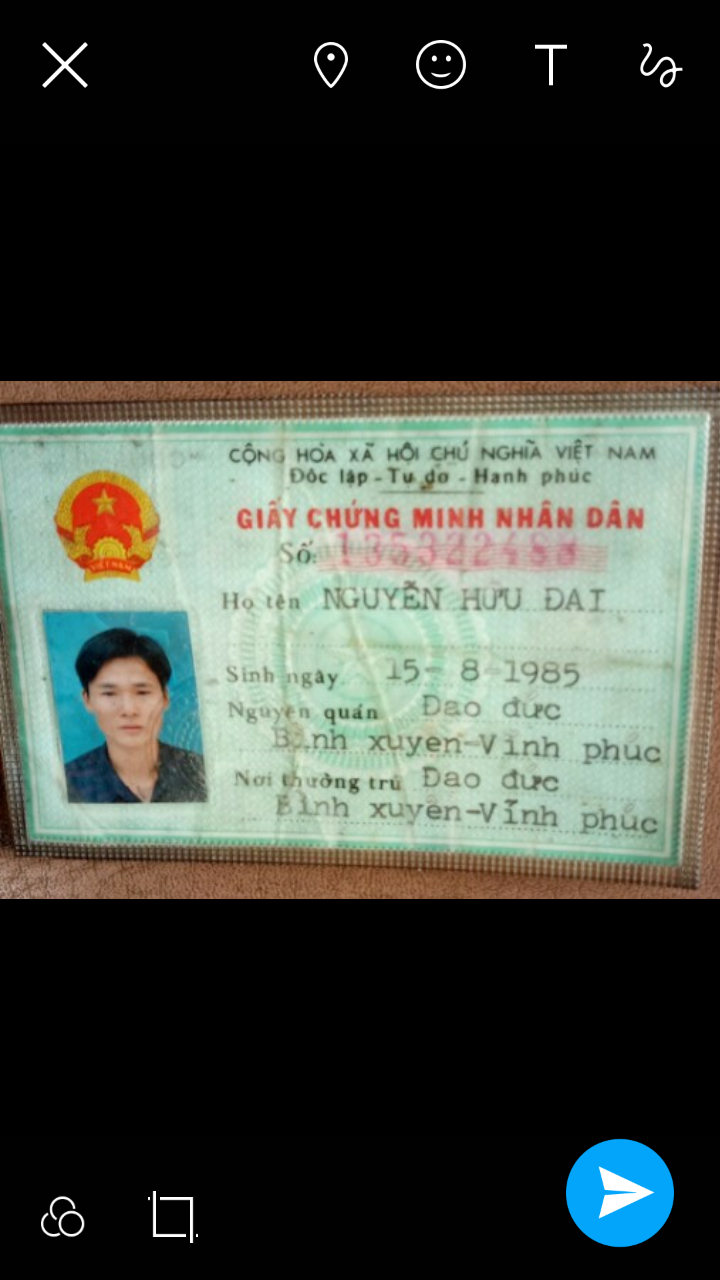 T
CỘNG HÒA XÃ HỘI CHỦ NGHĨA VIỆT NAM
Độc lập - Tự do - Hạnh phúc
GIẤY CHỨNG MINH NHÂN DÂN
Số:
Họ tên NGUYỄN HỮU ĐẠI
Sinh ngày 15- 8-1985
Nguyên quán Đạo đức
Bình xuyên-Vĩnh phúc
Nơi thường trú Đạo đức
Bình xuyên-Vĩnh phúc
VIỆT NAM